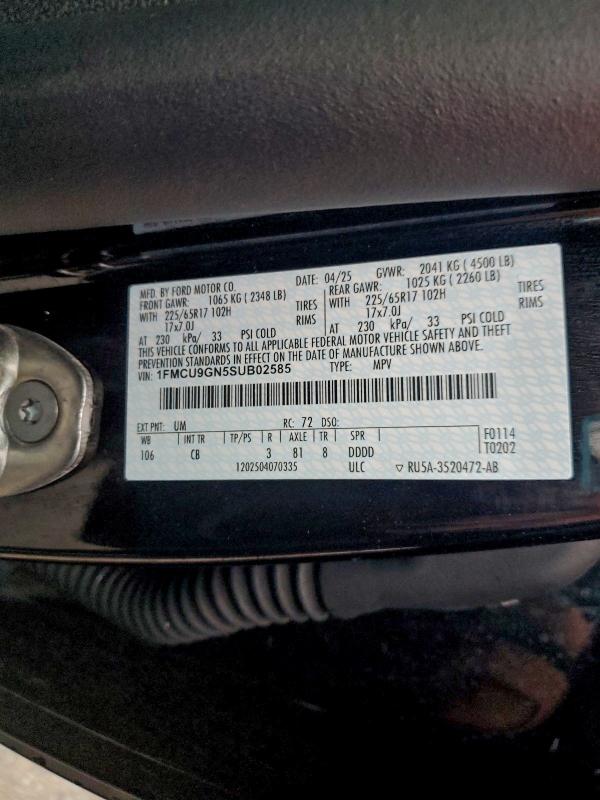 MFD. BY FORD MOTOR CO.
DATE: 04/25 GVWR: 2041 KG ( 4500 LB)
FRONT GAWR: 1065 KG ( 2348 LB)
REAR GAWR: 1025 KG ( 2260 LB)
WITH 225/65R17 102H TIRES
WITH 225/65R17 102H TIRES
17x7.0J RIMS
17x7.0J RIMS
AT 230 kPa/ 33 PSI COLD
AT 230 kPa/ 33 PSI COLD
THIS VEHICLE CONFORMS TO ALL APPLICABLE FEDERAL MOTOR VEHICLE SAFETY AND THEFT
PREVENTION STANDARDS IN EFFECT ON THE DATE OF MANUFACTURE SHOWN ABOVE.
VIN: 1FMCU9GN5SUB02585 TYPE: MPV
EXT PNT: UM RC: 72 DSO:
WB INT TR TP/PS R AXLE TR SPR F0114
106 CB 3 81 8 DDDD T0202
1202504070335 ULC ▽ RU5A-3520472-AB